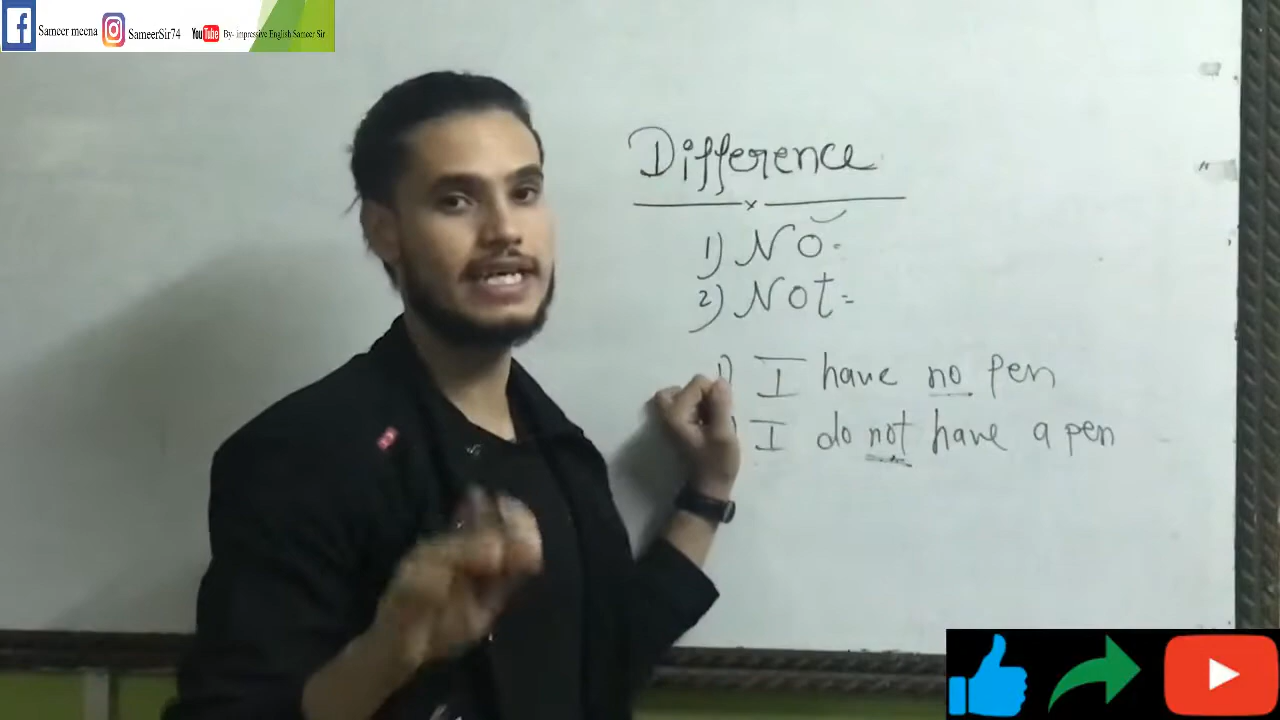 Sameer meena SameerSir74 YouTube By- impressive English Sameer Sir
Difference
1) No.
2) Not =
1) I have no pen
I do not have a pen